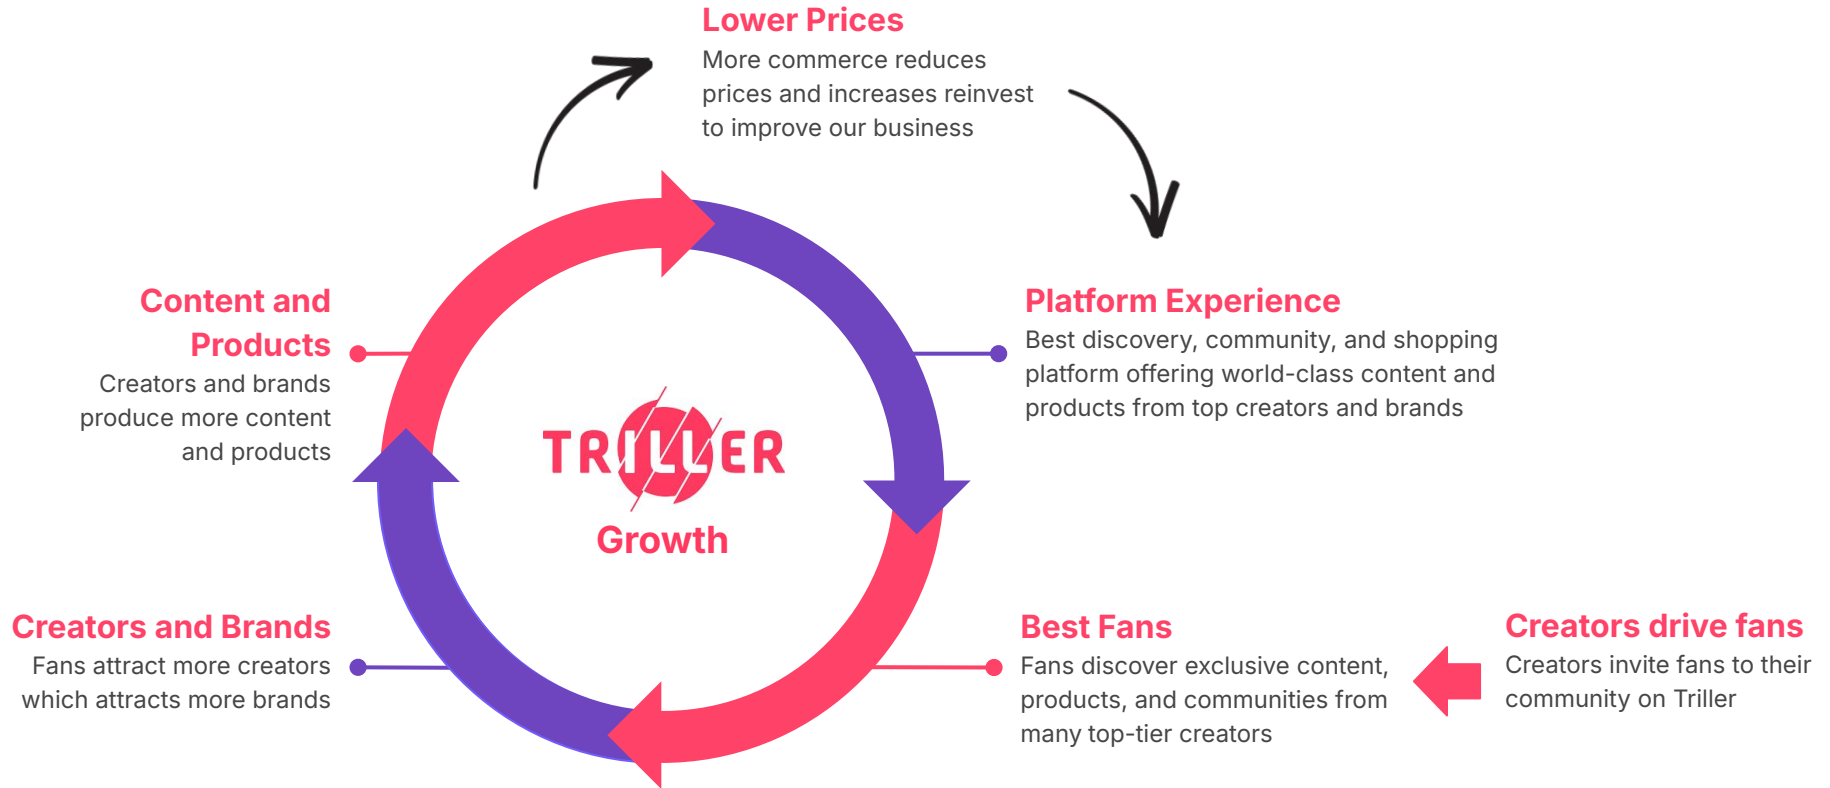 Lower Prices
More commerce reduces
prices and increases reinvest
to improve our business
Content and
Products
Creators and brands
produce more content
and products
Platform Experience
Best discovery, community, and shopping
platform offering world-class content and
products from top creators and brands
TRILLER
Growth
Creators and Brands
Fans attract more creators
which attracts more brands
Best Fans
Fans discover exclusive content,
products, and communities from
many top-tier creators
Creators drive fans
Creators invite fans to their
community on Triller